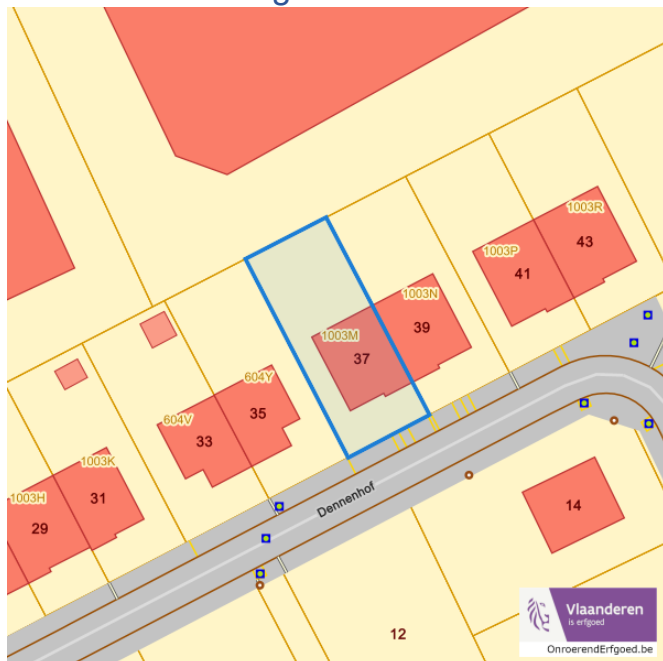 1003R
43
1003P
41
1003N
39
1003M
37
604Y
35
604V
33
1003K
31
1003H
29
Dennenhof
14
12
Vlaanderen
is erfgoed
OnroerendErfgoed.be